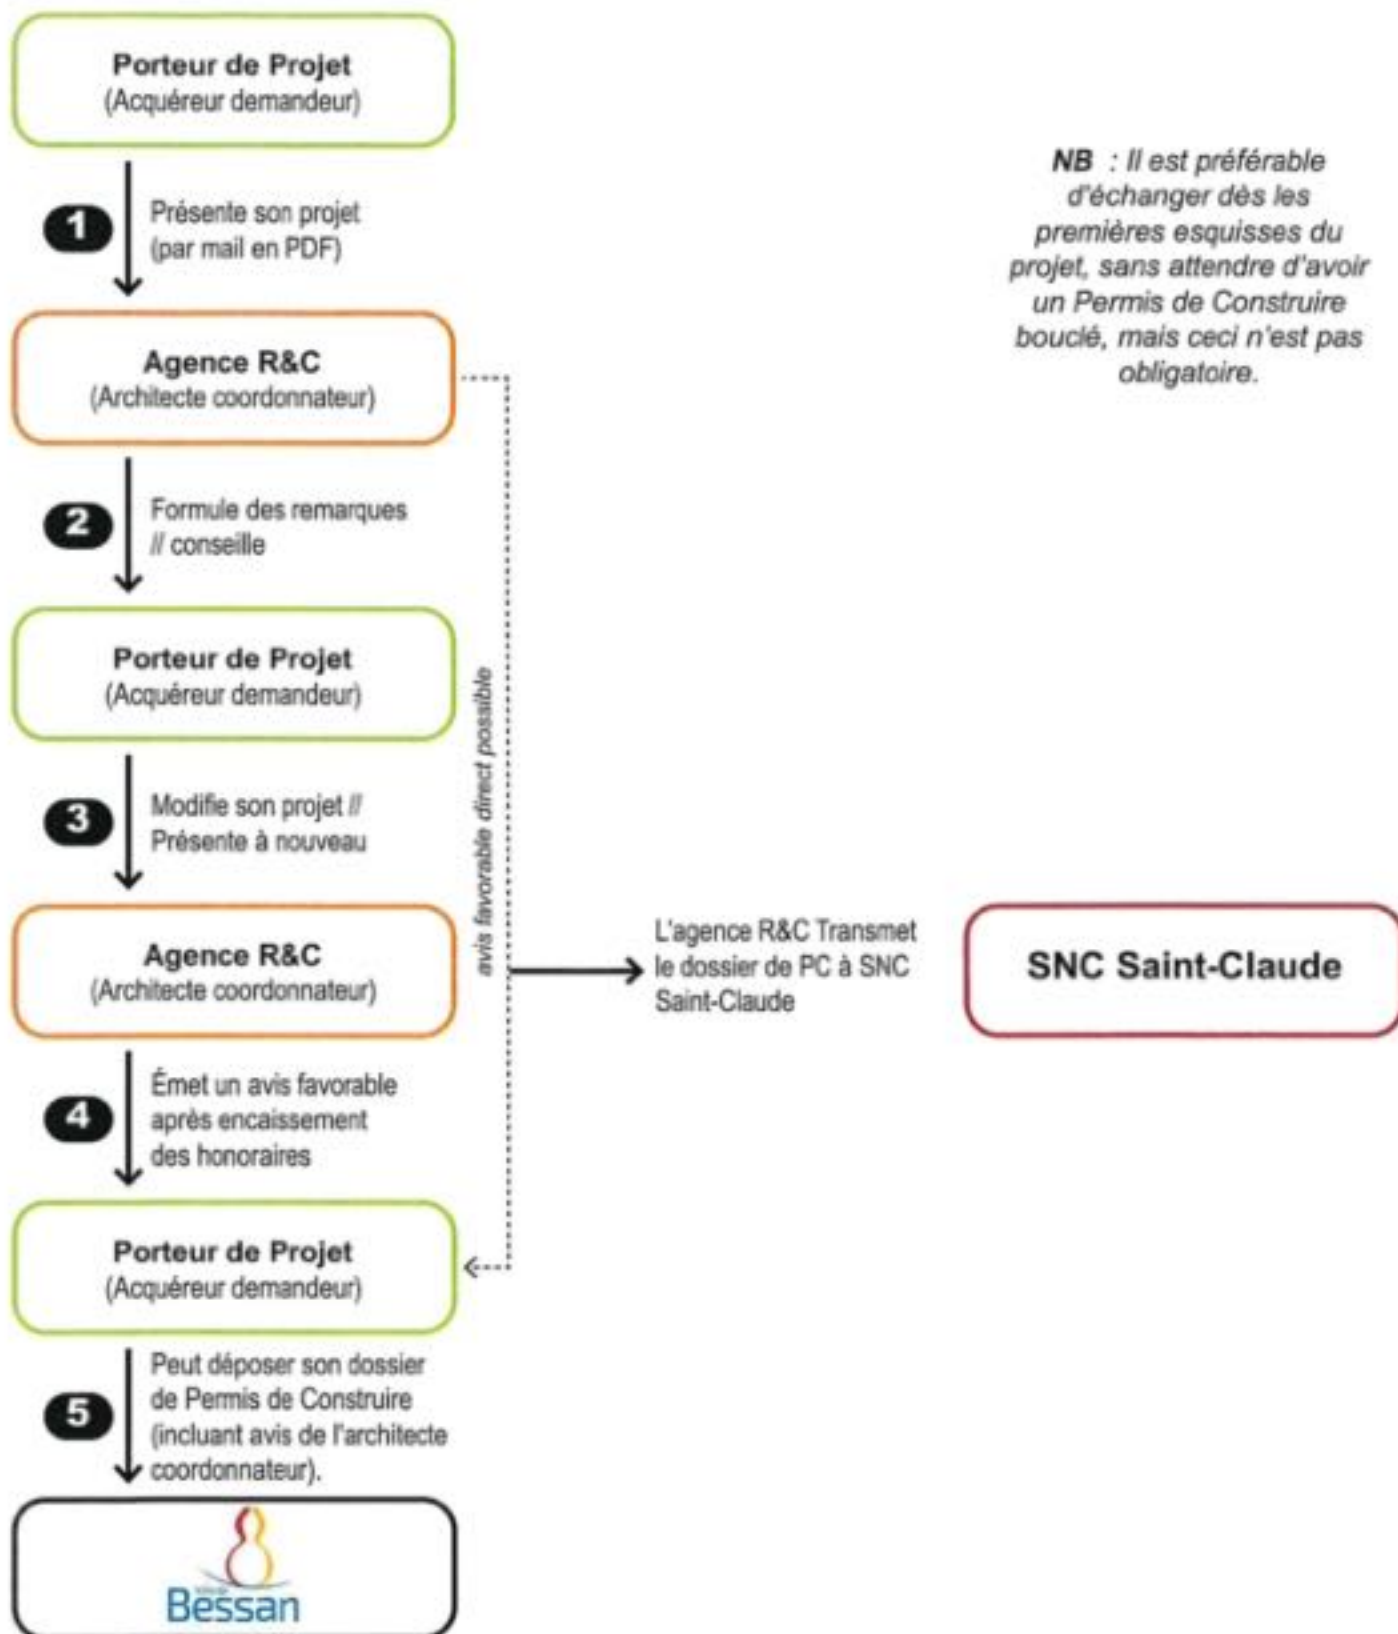 Porteur de Projet
(Acquéreur demandeur)
1
Présente son projet
(par mail en PDF)
NB : Il est préférable
d'échanger dès les
premières esquisses du
projet, sans attendre d'avoir
un Permis de Construire
bouclé, mais ceci n'est pas
obligatoire.
Agence R&C
(Architecte coordonnateur)
2
Formule des remarques
// conseille
Porteur de Projet
(Acquéreur demandeur)
3
Modifie son projet //
Présente à nouveau
avis favorable direct possible
Agence R&C
(Architecte coordonnateur)
L'agence R&C Transmet
le dossier de PC à SNC
Saint-Claude
SNC Saint-Claude
4
Émet un avis favorable
après encaissement
des honoraires
Porteur de Projet
(Acquéreur demandeur)
5
Peut déposer son dossier
de Permis de Construire
(incluant avis de l'architecte
coordonnateur).
Bessan